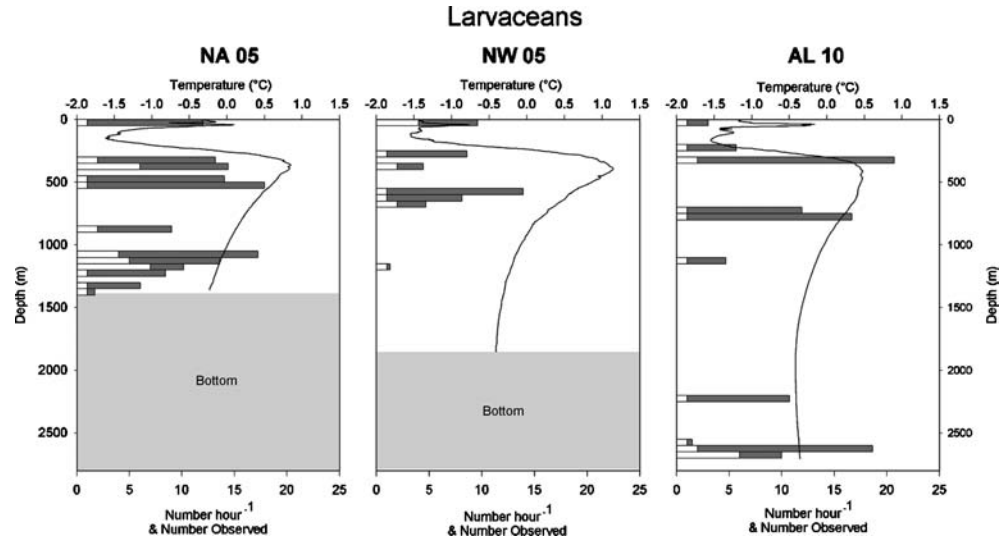 Larvaceans
NA 05
NW 05
AL 10
Temperature (°C)
Temperature (°C)
Temperature (°C)
-2.0 -1.5 -1.0 -0.5 0.0 0.5 1.0 1.5
-2.0 -1.5 -1.0 -0.5 0.0 0.5 1.0 1.5
-2.0 -1.5 -1.0 -0.5 0.0 0.5 1.0 1.5
0
500
1000
1500
2000
2500
Depth (m)
Bottom
Bottom
0
500
1000
1500
2000
2500
Depth (m)
0 5 10 15 20 25
0 5 10 15 20 25
0 5 10 15 20 25
Number hour⁻¹
& Number Observed
Number hour⁻¹
& Number Observed
Number hour⁻¹
& Number Observed